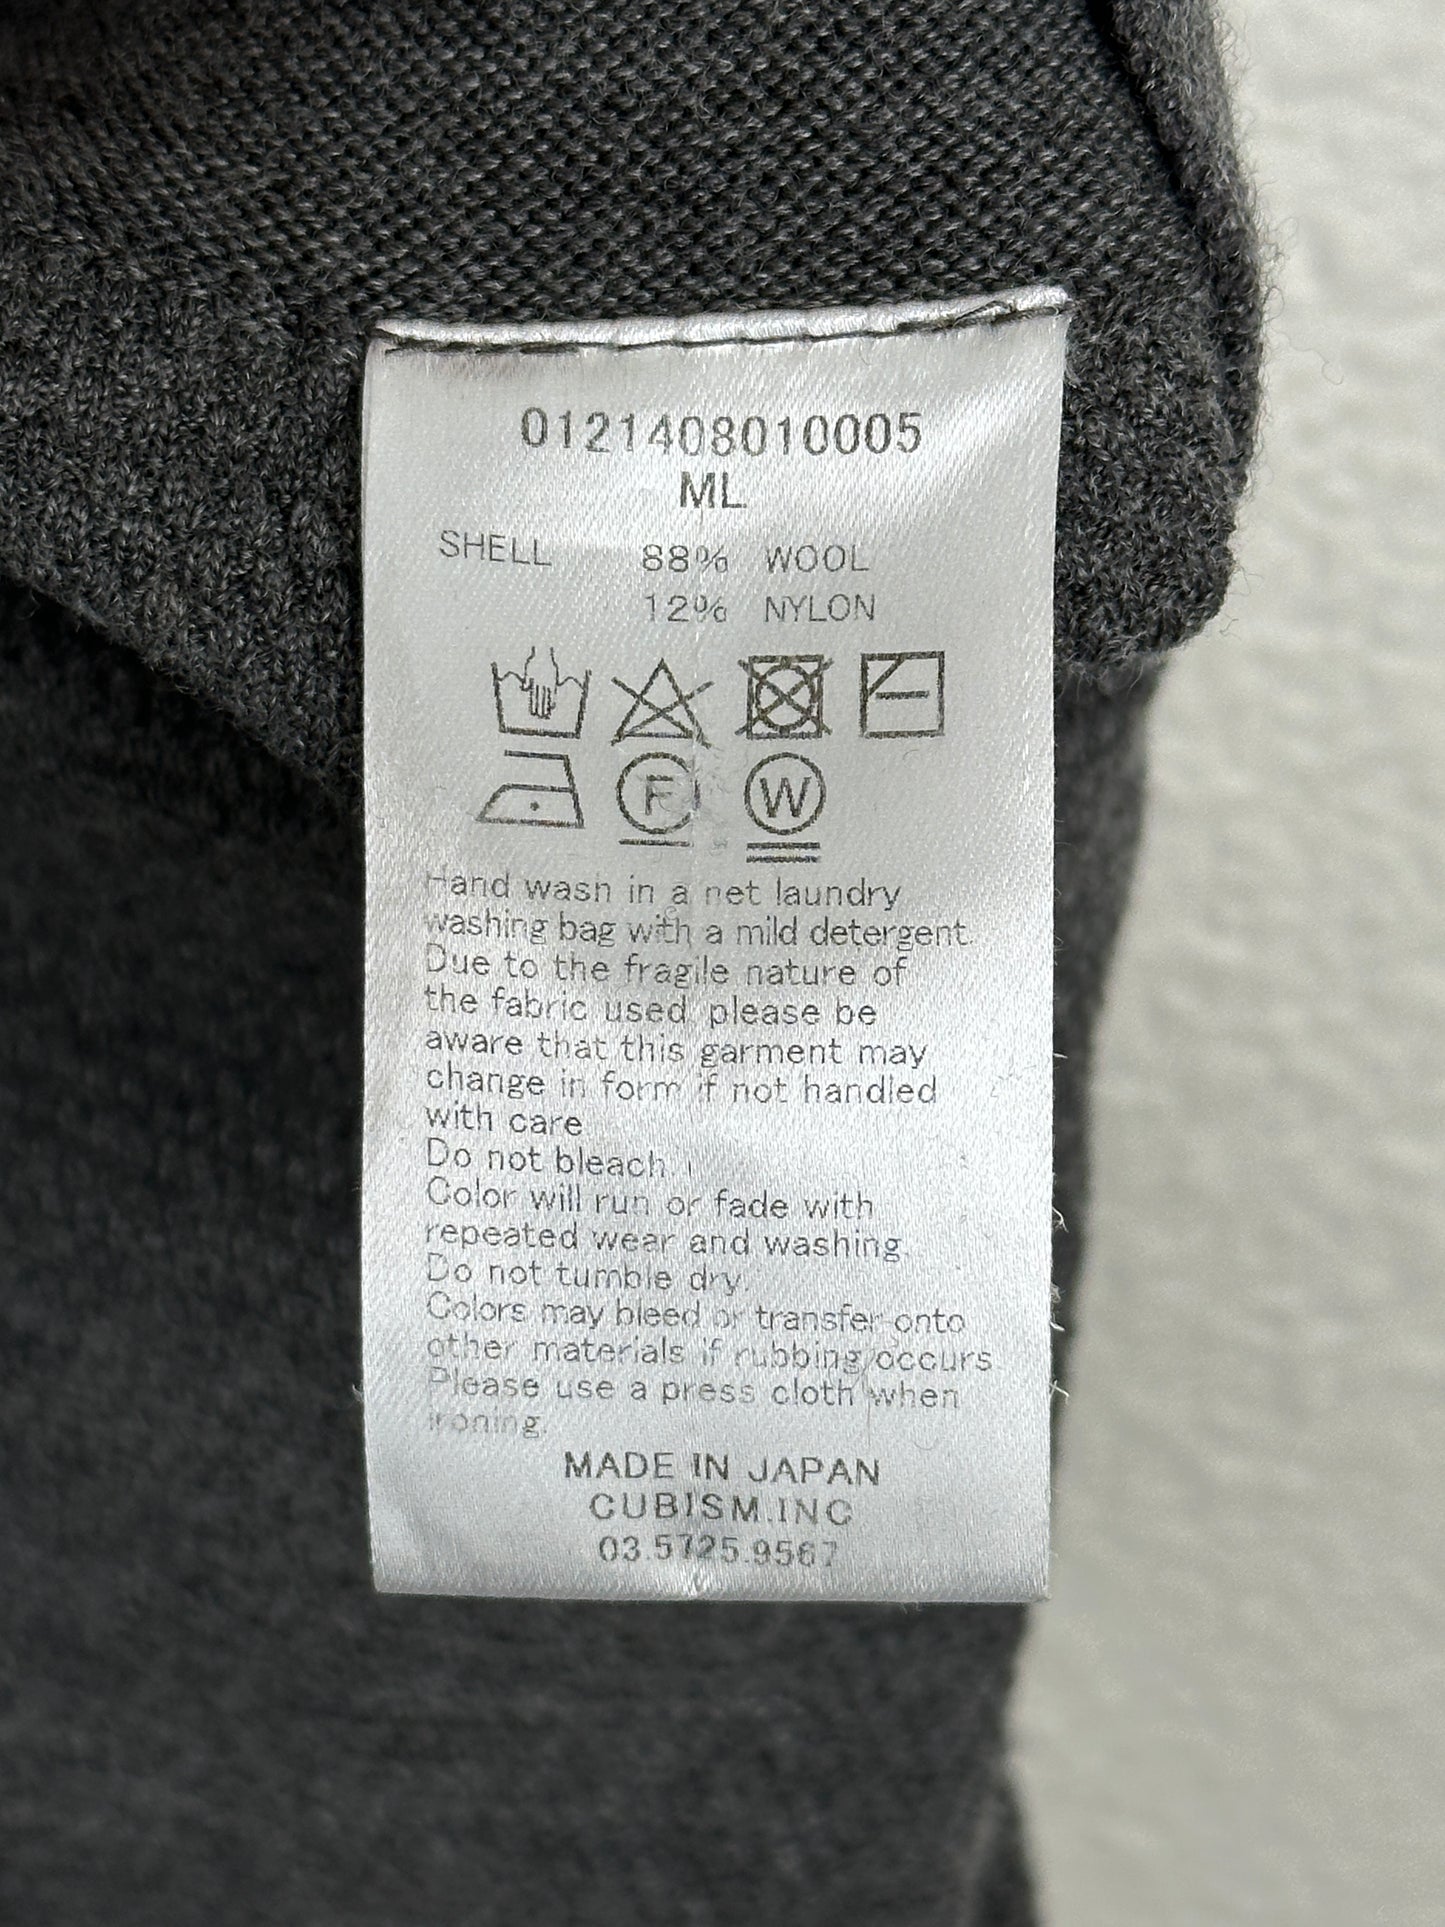 0121408010005
ML
SHELL 88% WOOL
12% NYLON
F W
Hand wash in a net laundry
washing bag with a mild detergent.
Due to the fragile nature of
the fabric used please be
aware that this garment may
change in form if not handled
with care
Do not bleach.
Color will run or fade with
repeated wear and washing.
Do not tumble dry.
Colors may bleed or transfer onto
other materials if rubbing occurs
Please use a press cloth when
ironing.
MADE IN JAPAN
CUBISM.INC
03.5725.9567